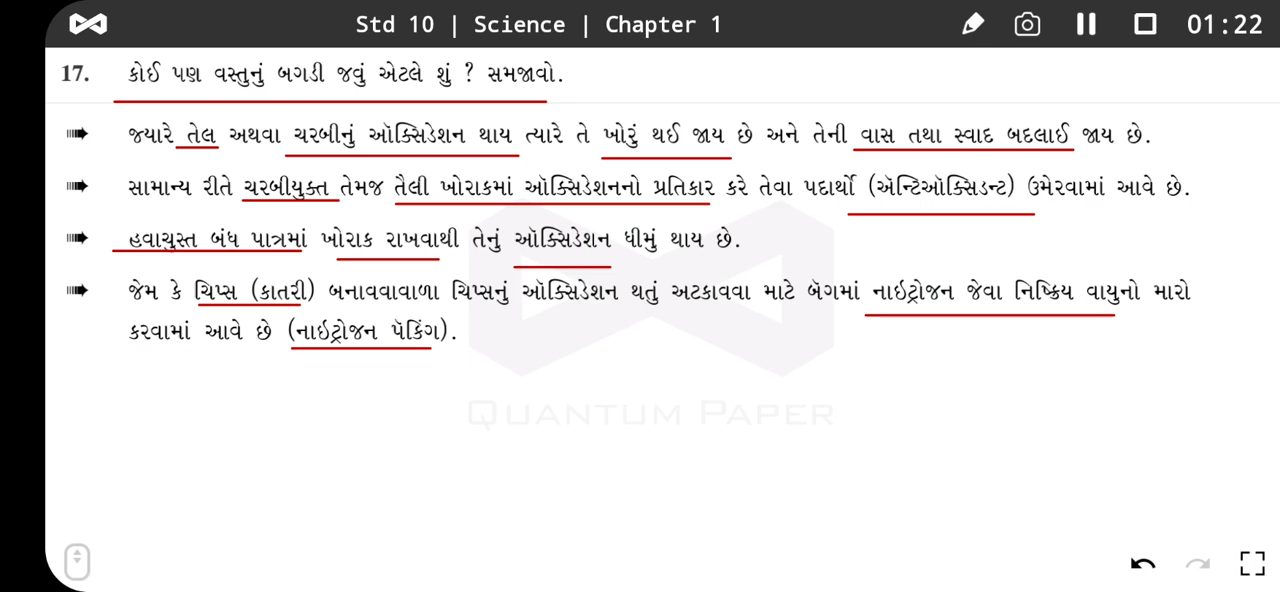 Std 10 | Science | Chapter 1
01:22
17. કોઈ પણ વસ્તુનું બગડી જવું એટલે શું ? સમજાવો.
જ્યારે તેલ અથવા ચરબીનું ઑક્સિડેશન થાય ત્યારે તે ખોરું થઈ જાય છે અને તેની વાસ તથા સ્વાદ બદલાઈ જાય છે.
સામાન્ય રીતે ચરબીયુક્ત તેમજ તૈલી ખોરાકમાં ઑક્સિડેશનનો પ્રતિકાર કરે તેવા પદાર્થો (ઍન્ટિઑક્સિડન્ટ) ઉમેરવામાં આવે છે.
હવાચુસ્ત બંધ પાત્રમાં ખોરાક રાખવાથી તેનું ઑક્સિડેશન ધીમું થાય છે.
જેમ કે ચિપ્સ (કાતરી) બનાવવાવાળા ચિપ્સનું ઑક્સિડેશન થતું અટકાવવા માટે બૅગમાં નાઇટ્રોજન જેવા નિષ્ક્રિય વાયુનો મારો
કરવામાં આવે છે (નાઇટ્રોજન પૅકિંગ).
QUANTUM PAPER